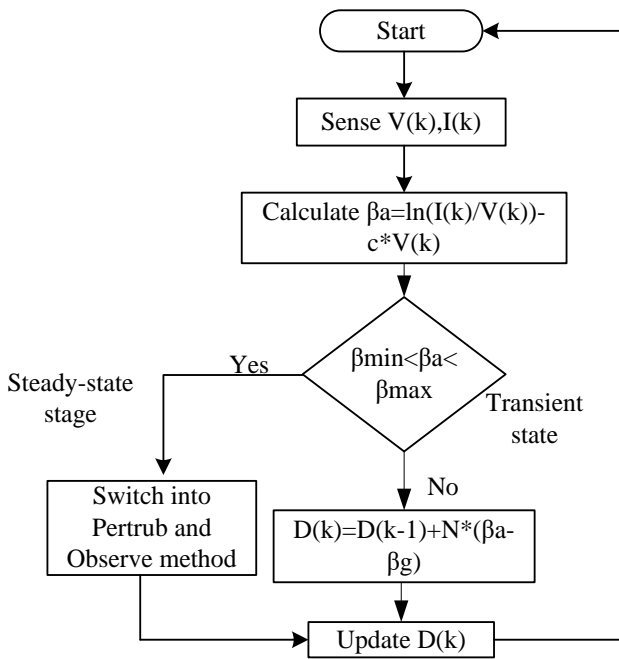 Start
Sense V(k),I(k)
Calculate βa=ln(I(k)/V(k))-
c*V(k)
βmin<βa<
βmax
Yes
Steady-state
stage
Transient
state
No
Switch into
Pertrub and
Observe method
D(k)=D(k-1)+N*(βa-
βg)
Update D(k)